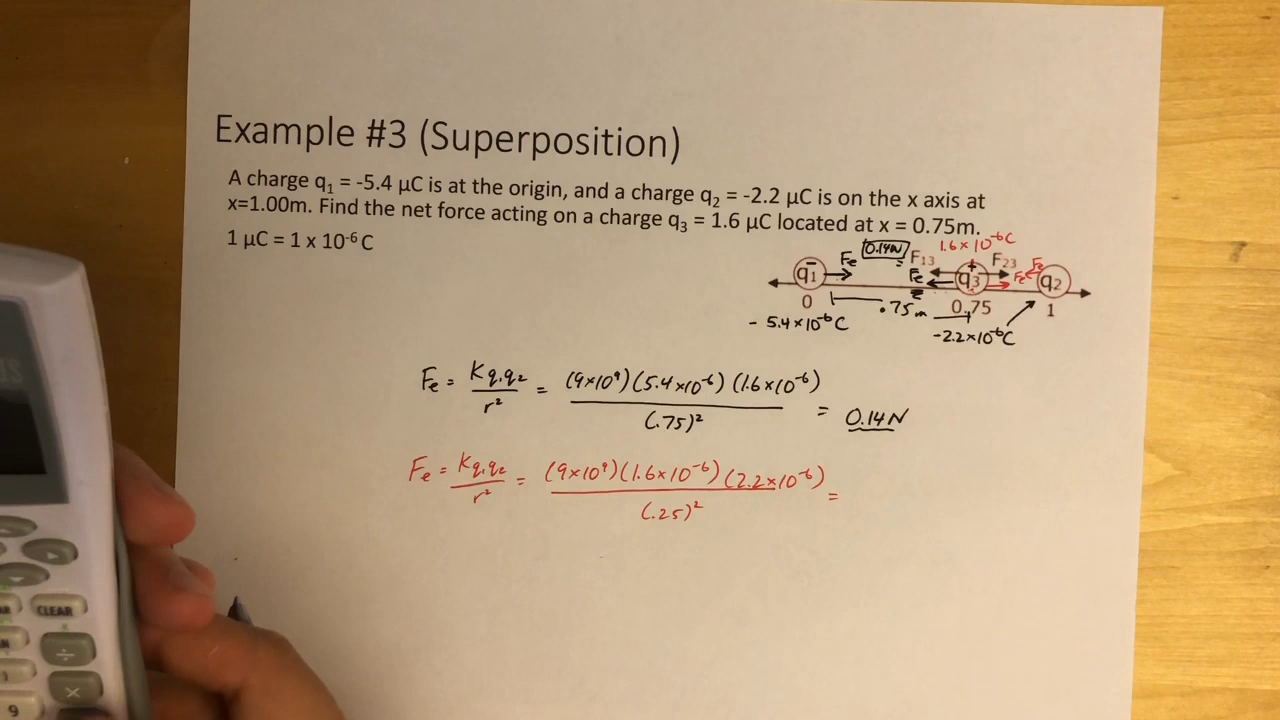 Example #3 (Superposition)
A charge q₁ = -5.4 μC is at the origin, and a charge q₂ = -2.2 μC is on the x axis at
x=1.00m. Find the net force acting on a charge q₃ = 1.6 μC located at x = 0.75m.
1 μC = 1 x 10⁻⁶ C
0.14N
1.6×10⁻⁶C
Fe
F₁₃
F₂₃
Fe
q₁
-
Fe
q₃
+
Fe
q₂
0
.75m
0.75
1
- 5.4×10⁻⁶C
-2.2×10⁻⁶C
Fe = Kq₁q₂/r² = (9×10⁹)(5.4×10⁻⁶)(1.6×10⁻⁶)/(.75)² = 0.14N
Fe = Kq₁q₂/r² = (9×10⁹)(1.6×10⁻⁶)(2.2×10⁻⁶)/(.25)² =
CLEAR
÷
×
9